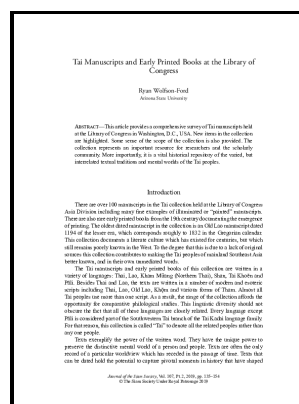 Tai Manuscripts and Early Printed Books at the Library of
Congress
Ryan Wolfson-Ford
Arizona State University
ABSTRACT—This article provides a comprehensive survey of Tai manuscripts held
at the Library of Congress in Washington, D.C., USA. New items in the collection
are highlighted. Some sense of the scope of the collection is also provided. The
collection represents an important resource for researchers and the scholarly
community. More importantly, it is a vital historical repository of the varied, but
interrelated textual traditions and mental worlds of the Tai peoples.
Introduction
There are over 100 manuscripts in the Tai collection held at the Library of Congress
Asia Division including many fine examples of illuminated or “printed” manuscripts.
There are also rare early printed books from the 19th century documenting the emergence
of printing. The oldest dated manuscript in the collection is an Old Lao manuscript dated
1194 of the lesser era, which corresponds roughly to 1832 in the Gregorian calendar.
This collection documents a literate culture which has existed for centuries, but which
still remains poorly known in the West. To the degree that this is due to a lack of original
sources this collection contributes to making the Tai peoples of mainland Southeast Asia
better known, and in their own unmediated words.
The Tai manuscripts and early printed books of this collection are written in a
variety of languages: Thai, Lao, Kham Müang (Northern Thai), Shan, Tai Khoen and
Pāli. Besides Thai and Lao, the texts are written in a number of modern and esoteric
scripts including Thai, Lao, Old Lao, Khòm and various forms of Tham. Almost all
Tai peoples use more than one script. As a result, the range of the collection affords the
opportunity for comparative philological studies. This linguistic diversity should not
obscure the fact that all of these languages are closely related. Every language except
Pāli is considered part of the Southwestern Tai branch of the Tai Kadai language family.
For that reason, this collection is called “Tai” to denote all the related peoples rather than
any one people.
Texts exemplify the power of the written word. They have the unique power to
preserve the distinctive mental world of a person and people. Texts are often the only
record of a particular worldview which has receded in the passage of time. Texts that
can be dated hold the potential to capture pivotal moments in history that have shaped
Journal of the Siam Society, Vol. 107, Pt.2, 2019, pp.
© The Siam Society Under Royal Patronage 2019